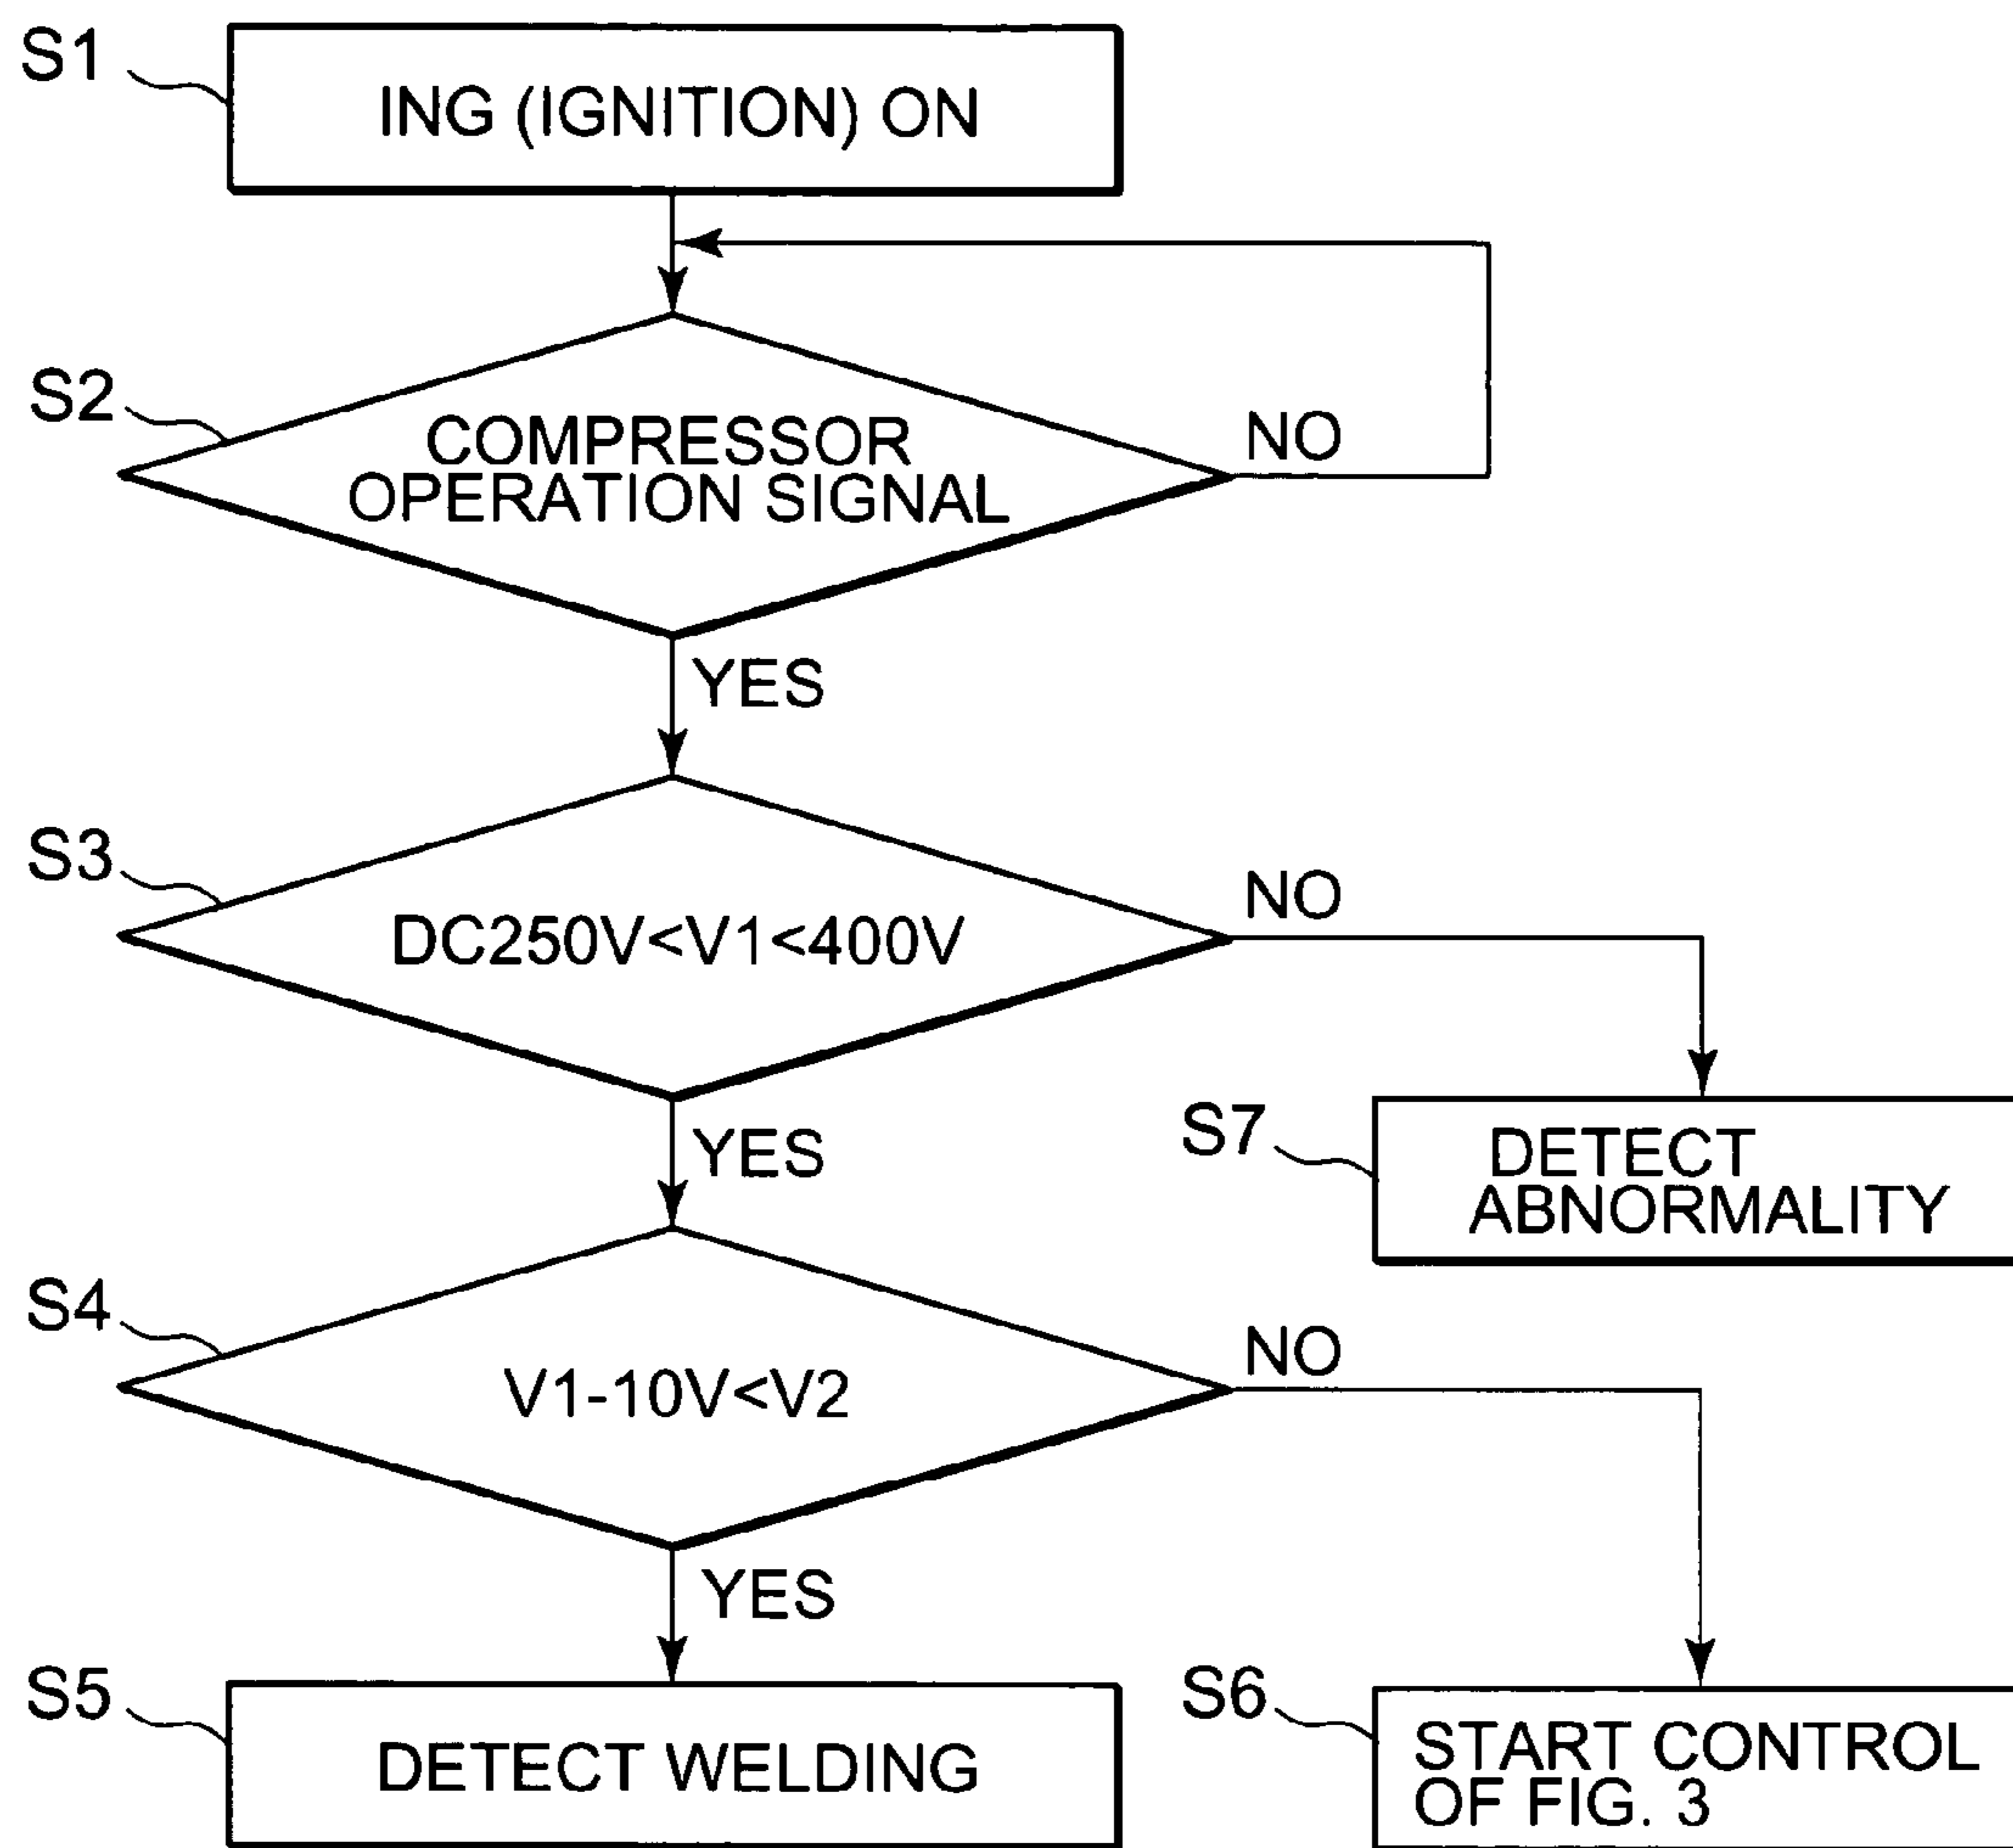 S1
ING (IGNITION) ON
S2
COMPRESSOR
OPERATION SIGNAL
NO
YES
S3
DC250V<V1<400V
NO
YES
S7
DETECT
ABNORMALITY
S4
V1-10V<V2
NO
YES
S5
DETECT WELDING
S6
START CONTROL
OF FIG. 3